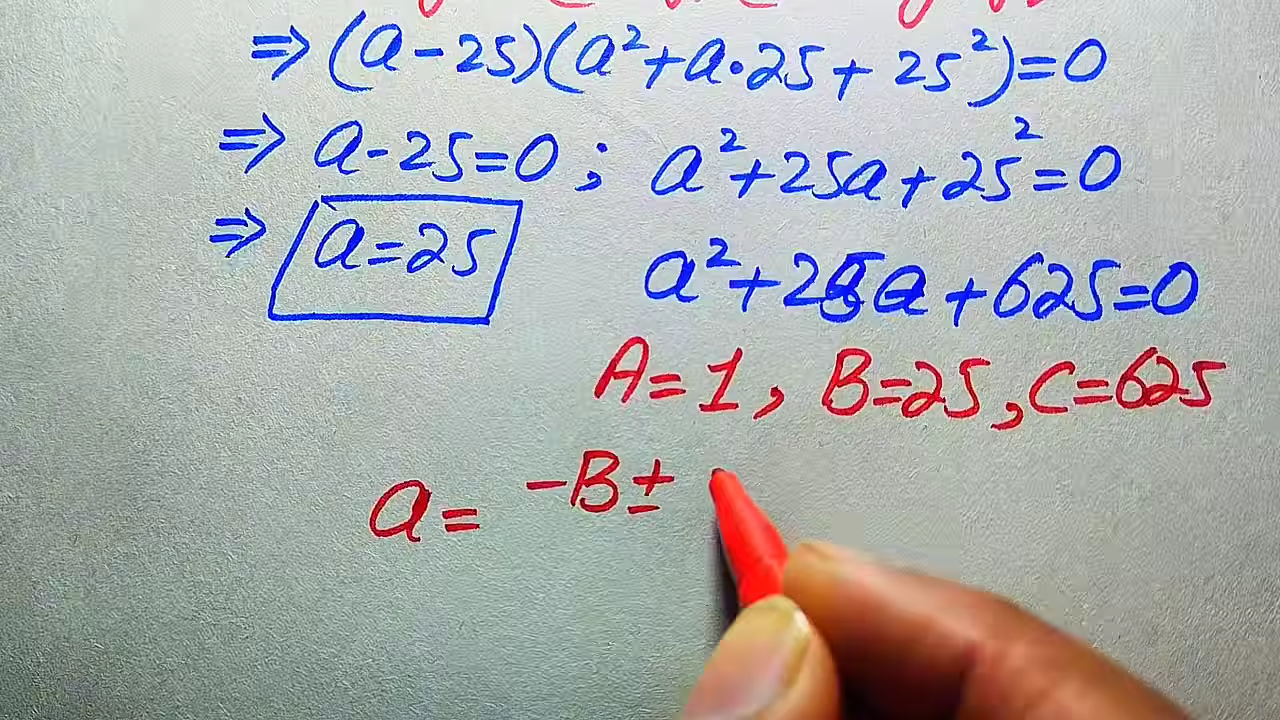 ⇒ (a-25)(a²+a·25+25²)=0
⇒ a-25=0 ; a²+25a+25²=0
⇒ a=25
a²+25a+625=0
A=1, B=25, C=625
a= -B±